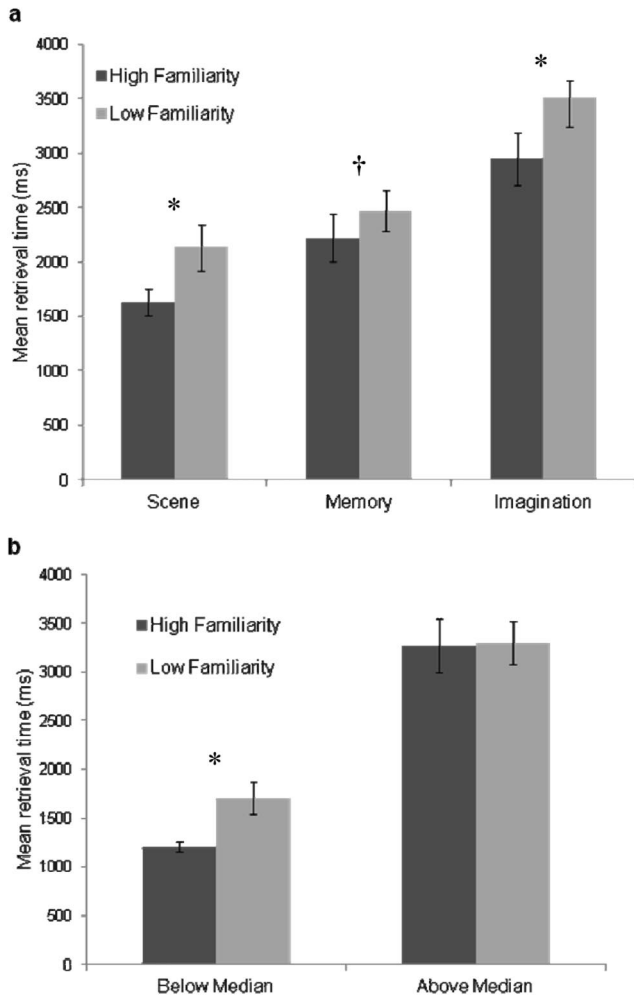 a
Mean retrieval time (ms)
4000
3500
3000
2500
2000
1500
1000
500
0
High Familiarity
Low Familiarity
*
†
*
Scene
Memory
Imagination
b
Mean retrieval time (ms)
4000
3500
3000
2500
2000
1500
1000
500
0
High Familiarity
Low Familiarity
*
Below Median
Above Median